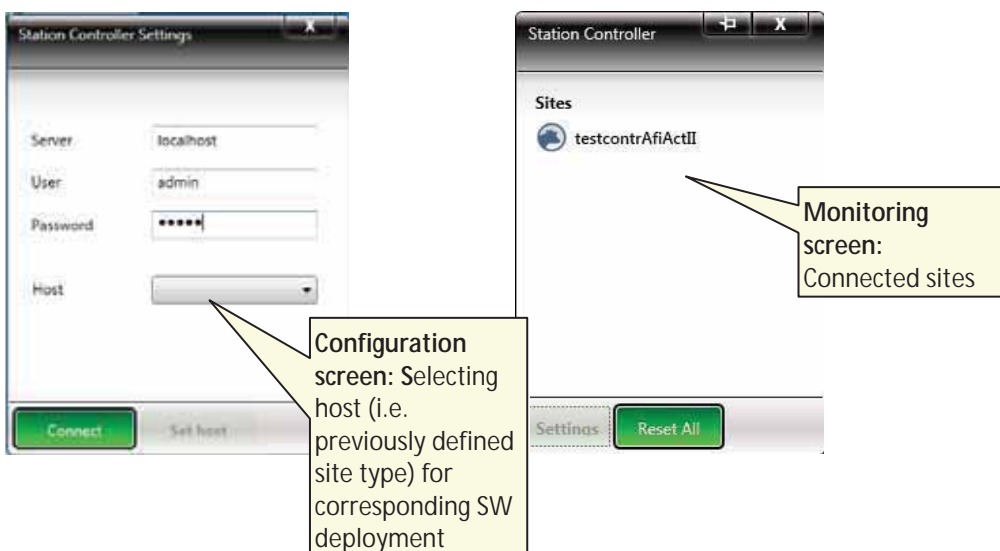 Station Controller Settings
X
Server
localhost
User
admin
Password
•••••
Host
Connect
Set host
Configuration
screen: Selecting
host (i.e.
previously defined
site type) for
corresponding SW
deployment
Station Controller
X
Sites
testcontrAfiActII
Settings
Reset All
Monitoring
screen:
Connected sites